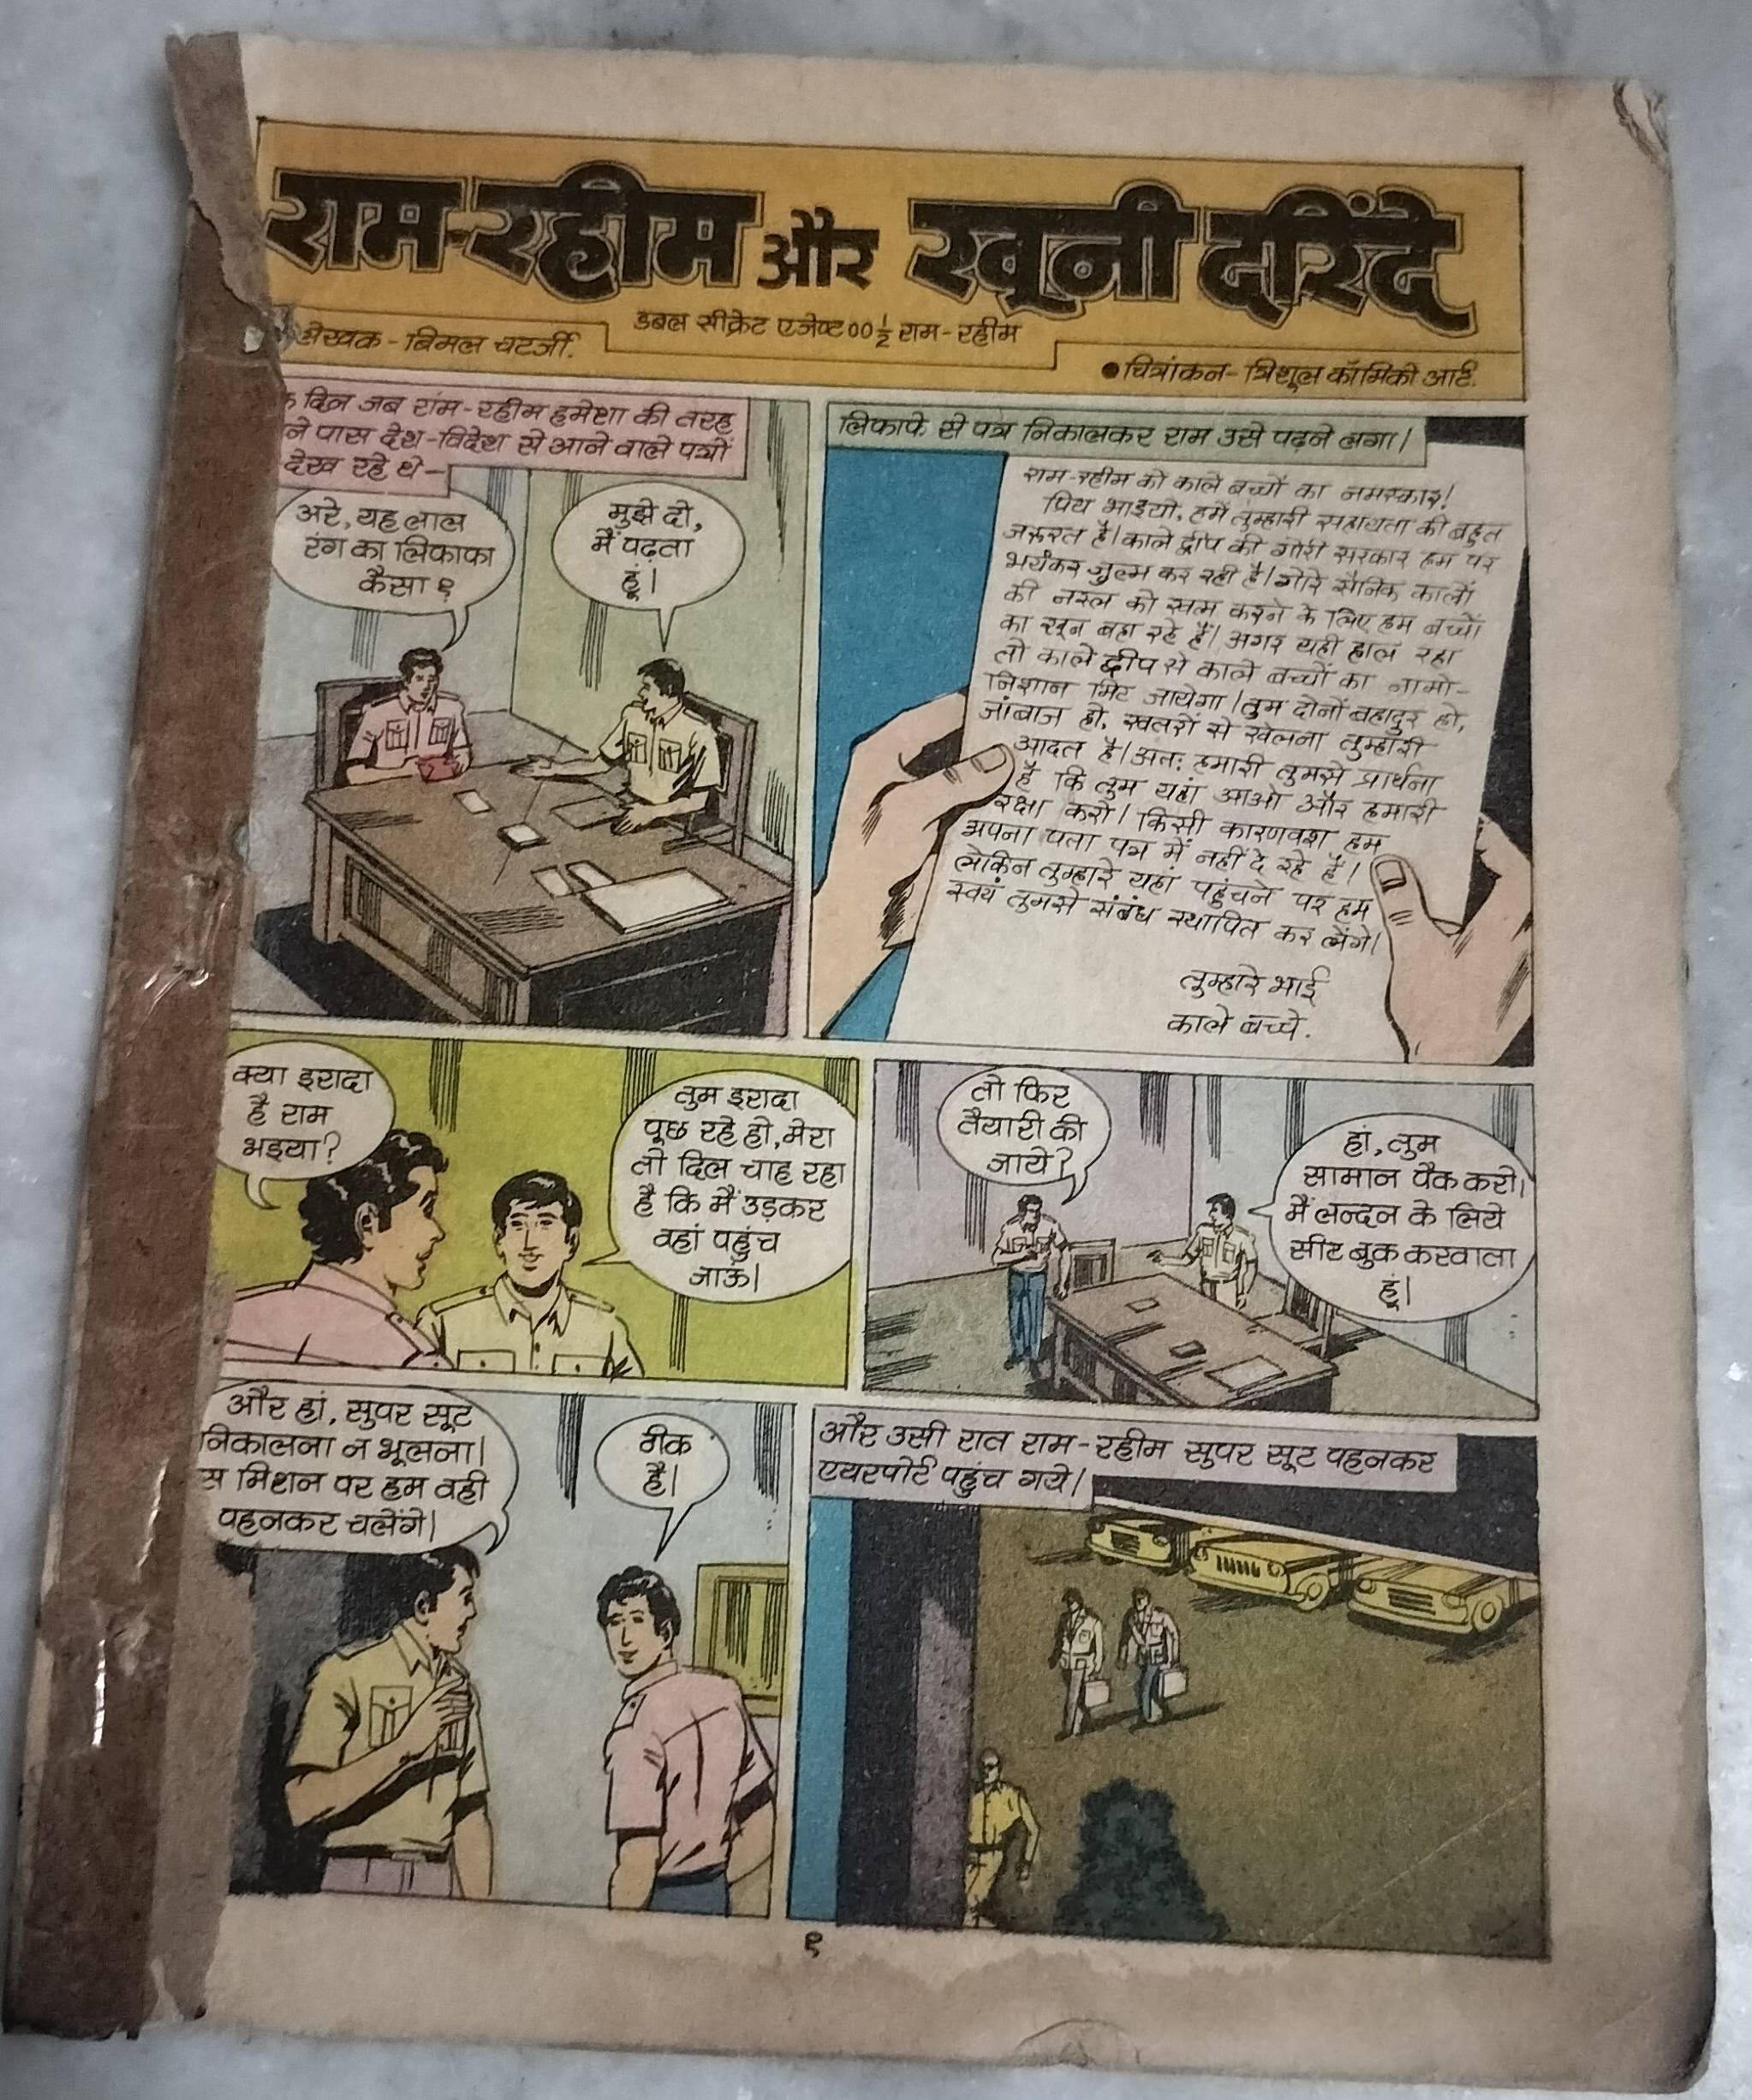 राम-रहीम और खूनी दरिंदे
लेखक - बिमल चटर्जी.
डबल सीक्रेट एजेण्ट 00 1/2 राम-रहीम
● चित्रांकन - त्रिशूल कॉमिको आर्ट.
दिन जब राम-रहीम हमेशा की तरह
ने पास देश-विदेश से आने वाले पत्रों
देख रहे थे-
अरे, यह लाल
रंग का लिफाफा
कैसा ?
मुझे दो,
मैं पढ़ता
हूं।
लिफाफे से पत्र निकालकर राम उसे पढ़ने लगा।
राम-रहीम को काले बच्चों का नमस्कार!
प्रिय भाइयो, हमें तुम्हारी सहायता की बहुत
जरूरत है। काले द्वीप की गोरी सरकार हम पर
भयंकर जुल्म कर रही है। गोरे सैनिक कालों
की नस्ल को खत्म करने के लिए हम बच्चों
का खून बहा रहे हैं। अगर यही हाल रहा
तो काले द्वीप से काले बच्चों का नामो-
निशान मिट जायेगा। तुम दोनों बहादुर हो,
जांबाज हो, खतरों से खेलना तुम्हारी
आदत है। अतः हमारी तुमसे प्रार्थना
है कि तुम यहां आओ और हमारी
रक्षा करो। किसी कारणवश हम
अपना पता पत्र में नहीं दे रहे हैं।
लेकिन तुम्हारे यहां पहुंचने पर हम
स्वयं तुमसे संबंध स्थापित कर लेंगे।
तुम्हारे भाई
काले बच्चे.
क्या इरादा
है राम
भइया?
तुम इरादा
पूछ रहे हो, मेरा
तो दिल चाह रहा
है कि मैं उड़कर
वहां पहुंच
जाऊं।
तो फिर
तैयारी की
जाये?
हां, तुम
सामान पैक करो।
मैं लन्दन के लिये
सीट बुक करवाता
हूं।
और हां, सुपर सूट
निकालना न भूलना।
स मिशन पर हम वही
पहनकर चलेंगे।
ठीक
है।
और उसी रात राम-रहीम सुपर सूट पहनकर
एयरपोर्ट पहुंच गये।
१